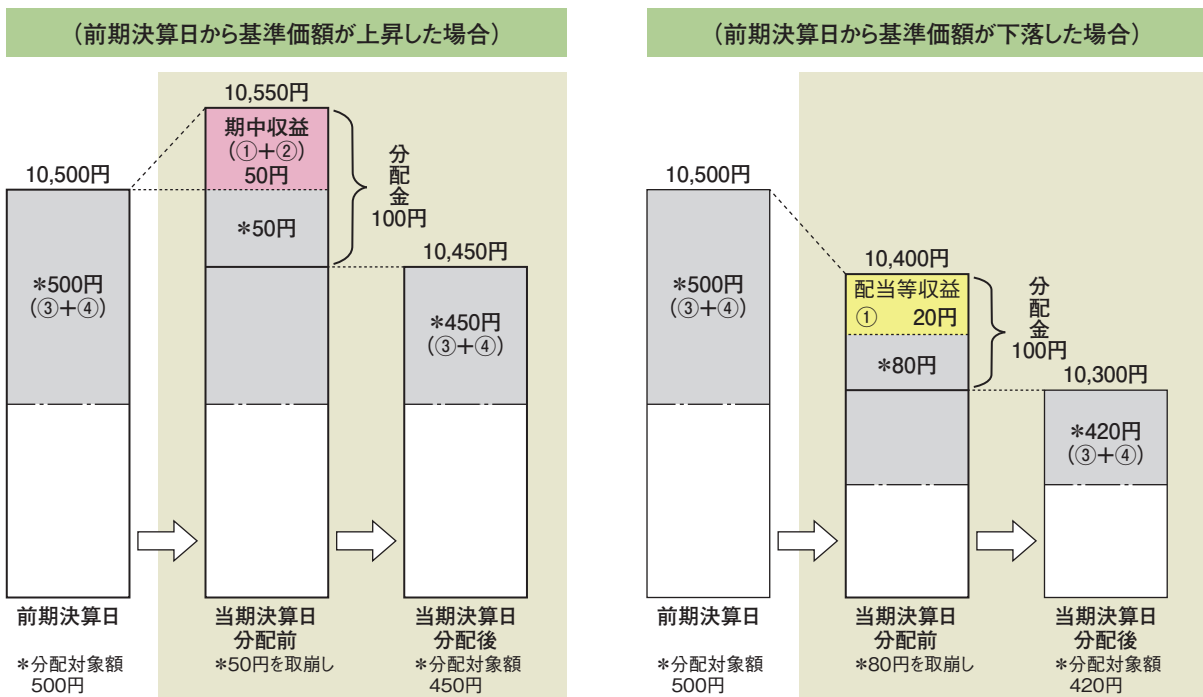 （前期決算日から基準価額が上昇した場合）
10,550円
期中収益
（①＋②）
50円
分配金
100円
10,500円
＊50円
10,450円
＊500円
（③＋④）
＊450円
（③＋④）
前期決算日
当期決算日
分配前
当期決算日
分配後
＊分配対象額
500円
＊50円を取崩し
＊分配対象額
450円
（前期決算日から基準価額が下落した場合）
10,500円
10,400円
配当等収益
① 20円
分配金
100円
＊500円
（③＋④）
＊80円
10,300円
＊420円
（③＋④）
前期決算日
当期決算日
分配前
当期決算日
分配後
＊分配対象額
500円
＊80円を取崩し
＊分配対象額
420円